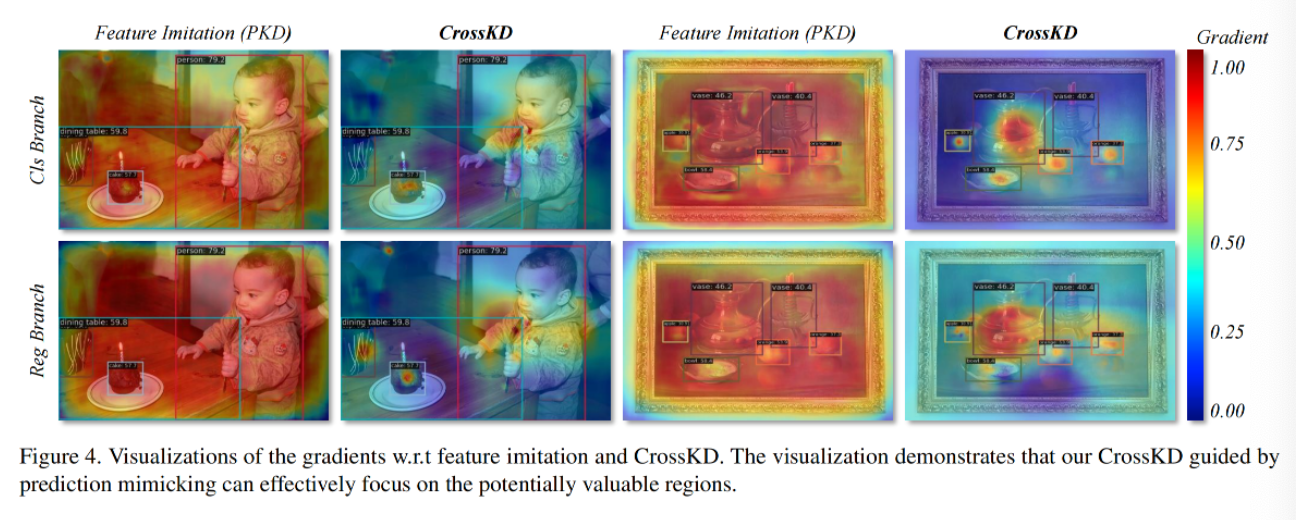 Feature Imitation (PKD) CrossKD Feature Imitation (PKD) CrossKD Gradient
Cls Branch
person: 79.2
dining table: 59.8
cake: 57.7
person: 79.2
dining table: 59.8
cake: 57.7
vase: 46.2 vase: 40.4
bowl: 58.4
vase: 46.2 vase: 40.4
bowl: 58.4
Reg Branch
person: 79.2
dining table: 59.8
cake: 57.7
person: 79.2
dining table: 59.8
cake: 57.7
vase: 46.2 vase: 40.4
bowl: 58.4
vase: 46.2 vase: 40.4
bowl: 58.4
1.00
0.75
0.50
0.25
0.00
Figure 4. Visualizations of the gradients w.r.t feature imitation and CrossKD. The visualization demonstrates that our CrossKD guided by
prediction mimicking can effectively focus on the potentially valuable regions.